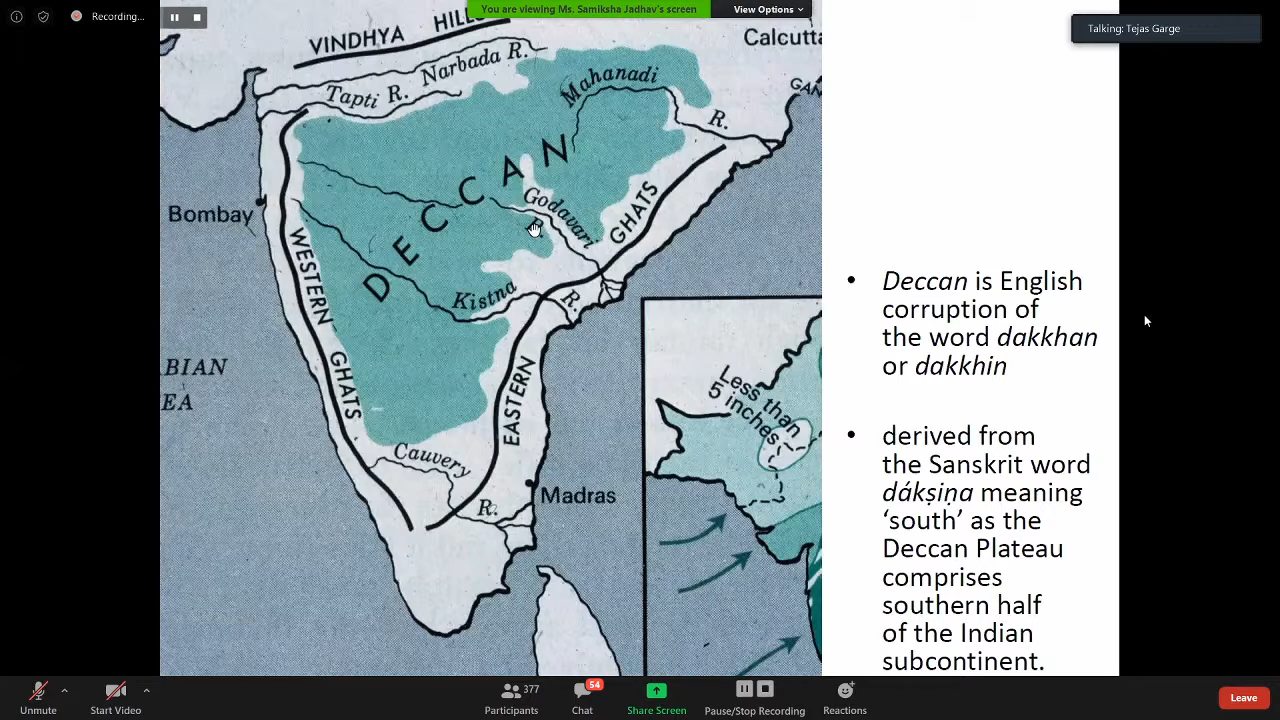 Recording...
You are viewing Ms. Samiksha Jadhav's screen
View Options
Talking: Tejas Garge
VINDHYA HILLS
Calcutta
Narbada R.
Tapti R.
Mahanadi
R.
GAN
DECCAN
Bombay
Godavari
R.
GHATS
WESTERN
GHATS
Kistna
R.
BIAN
EA
EASTERN
Cauvery
R.
Madras
Less than
5 inches
• Deccan is English
corruption of
the word dakkhan
or dakkhin
• derived from
the Sanskrit word
dákṣiṇa meaning
‘south’ as the
Deccan Plateau
comprises
southern half
of the Indian
subcontinent.
Unmute
Start Video
377
Participants
54
Chat
Share Screen
Pause/Stop Recording
Reactions
Leave